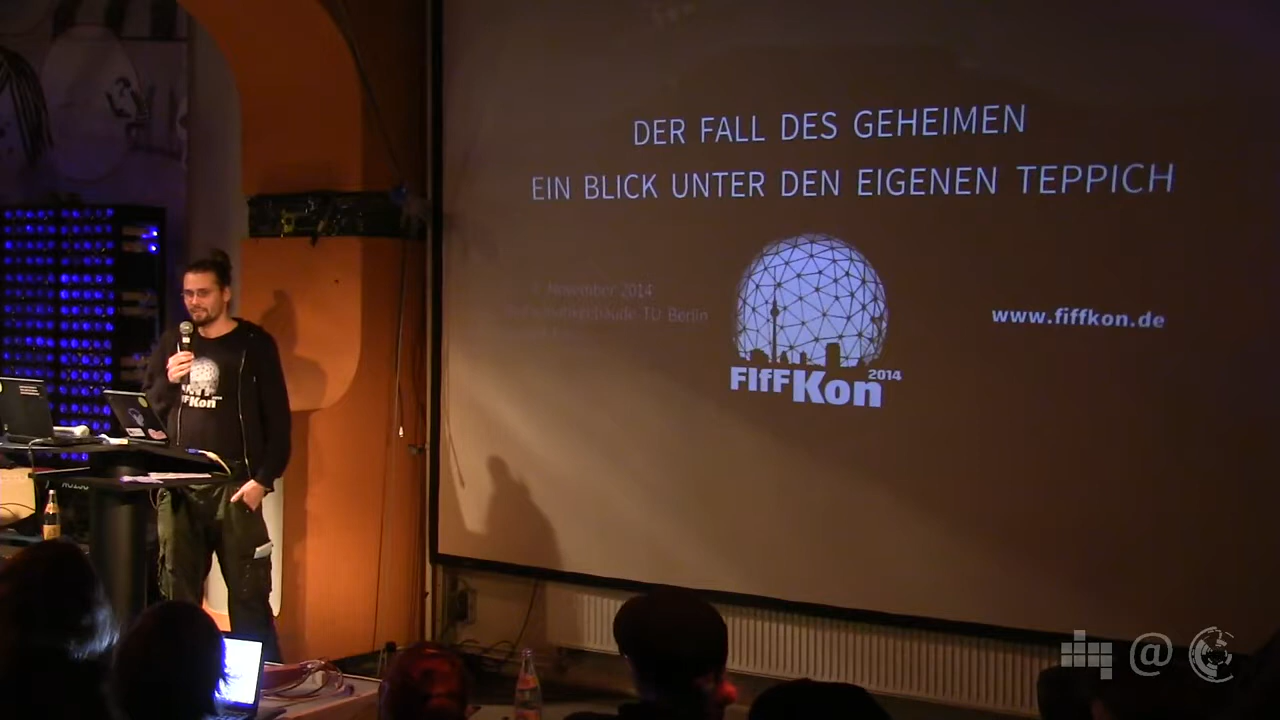 DER FALL DES GEHEIMEN
EIN BLICK UNTER DEN EIGENEN TEPPICH
November 2014
TU Berlin
www.fiffkon.de
FIfFKon 2014
FIfFKon
@